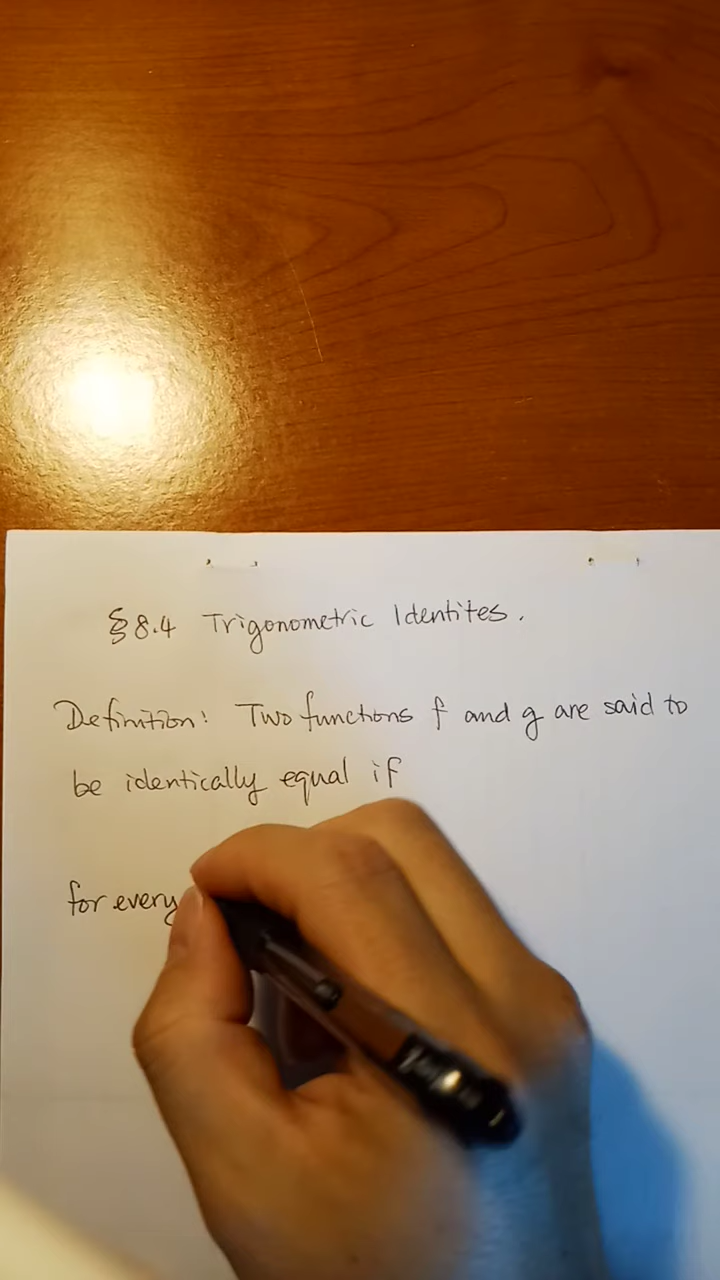 §8.4 Trigonometric Identites.
Definition: Two functions f and g are said to
be identically equal if
for every